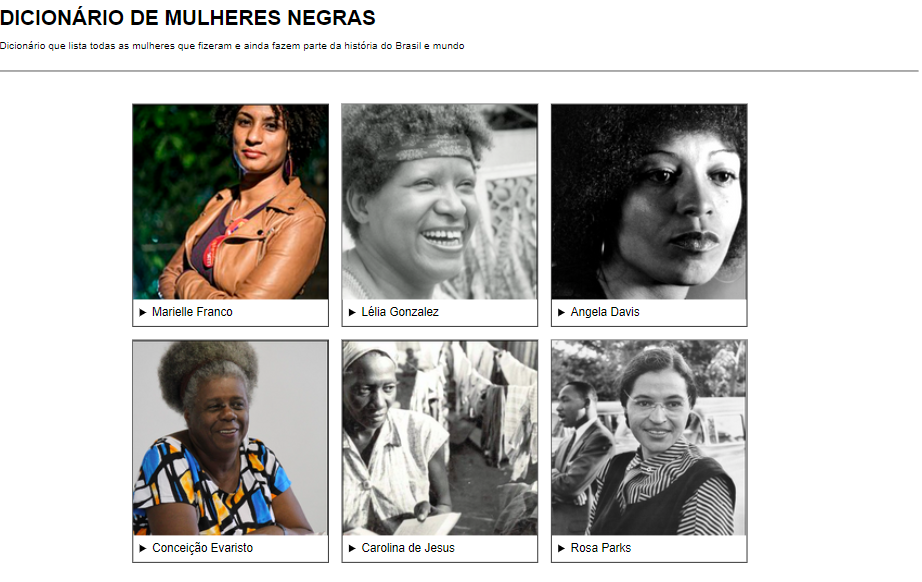 DICIONÁRIO DE MULHERES NEGRAS
Dicionário que lista todas as mulheres que fizeram e ainda fazem parte da história do Brasil e mundo
Marielle Franco
Lélia Gonzalez
Angela Davis
Conceição Evaristo
Carolina de Jesus
Rosa Parks